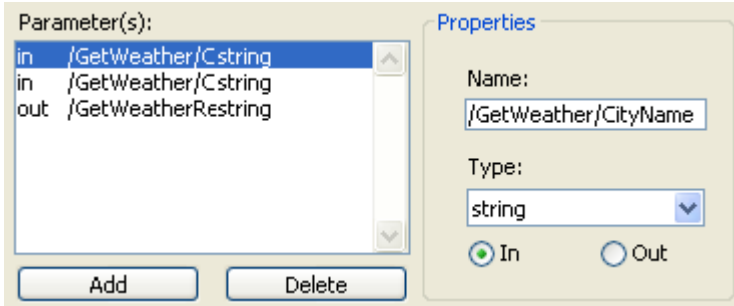 Parameter(s):
in /GetWeather/Cstring
in /GetWeather/Cstring
out /GetWeatherRestring
Add Delete
Properties
Name:
/GetWeather/CityName
Type:
string
In Out